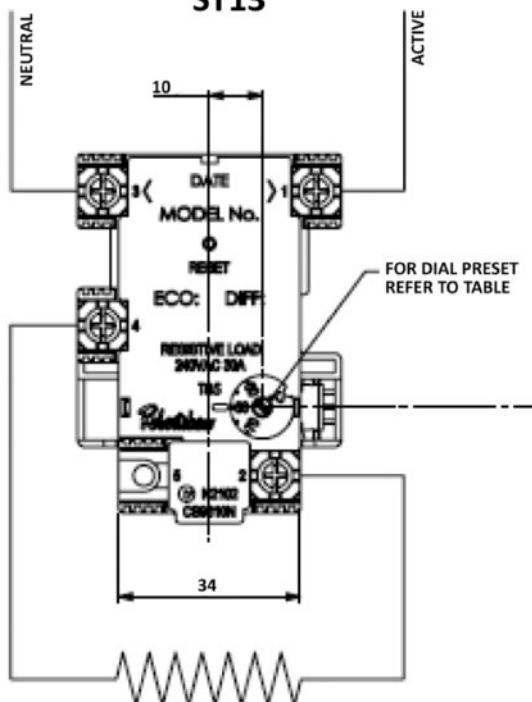 ST13
NEUTRAL
ACTIVE
10
DATE
3
1
MODEL No.
RESET
FOR DIAL PRESET
REFER TO TABLE
4
ECO: DIFF:
RESISTIVE LOAD
240VAC 30A
60
5
2
34